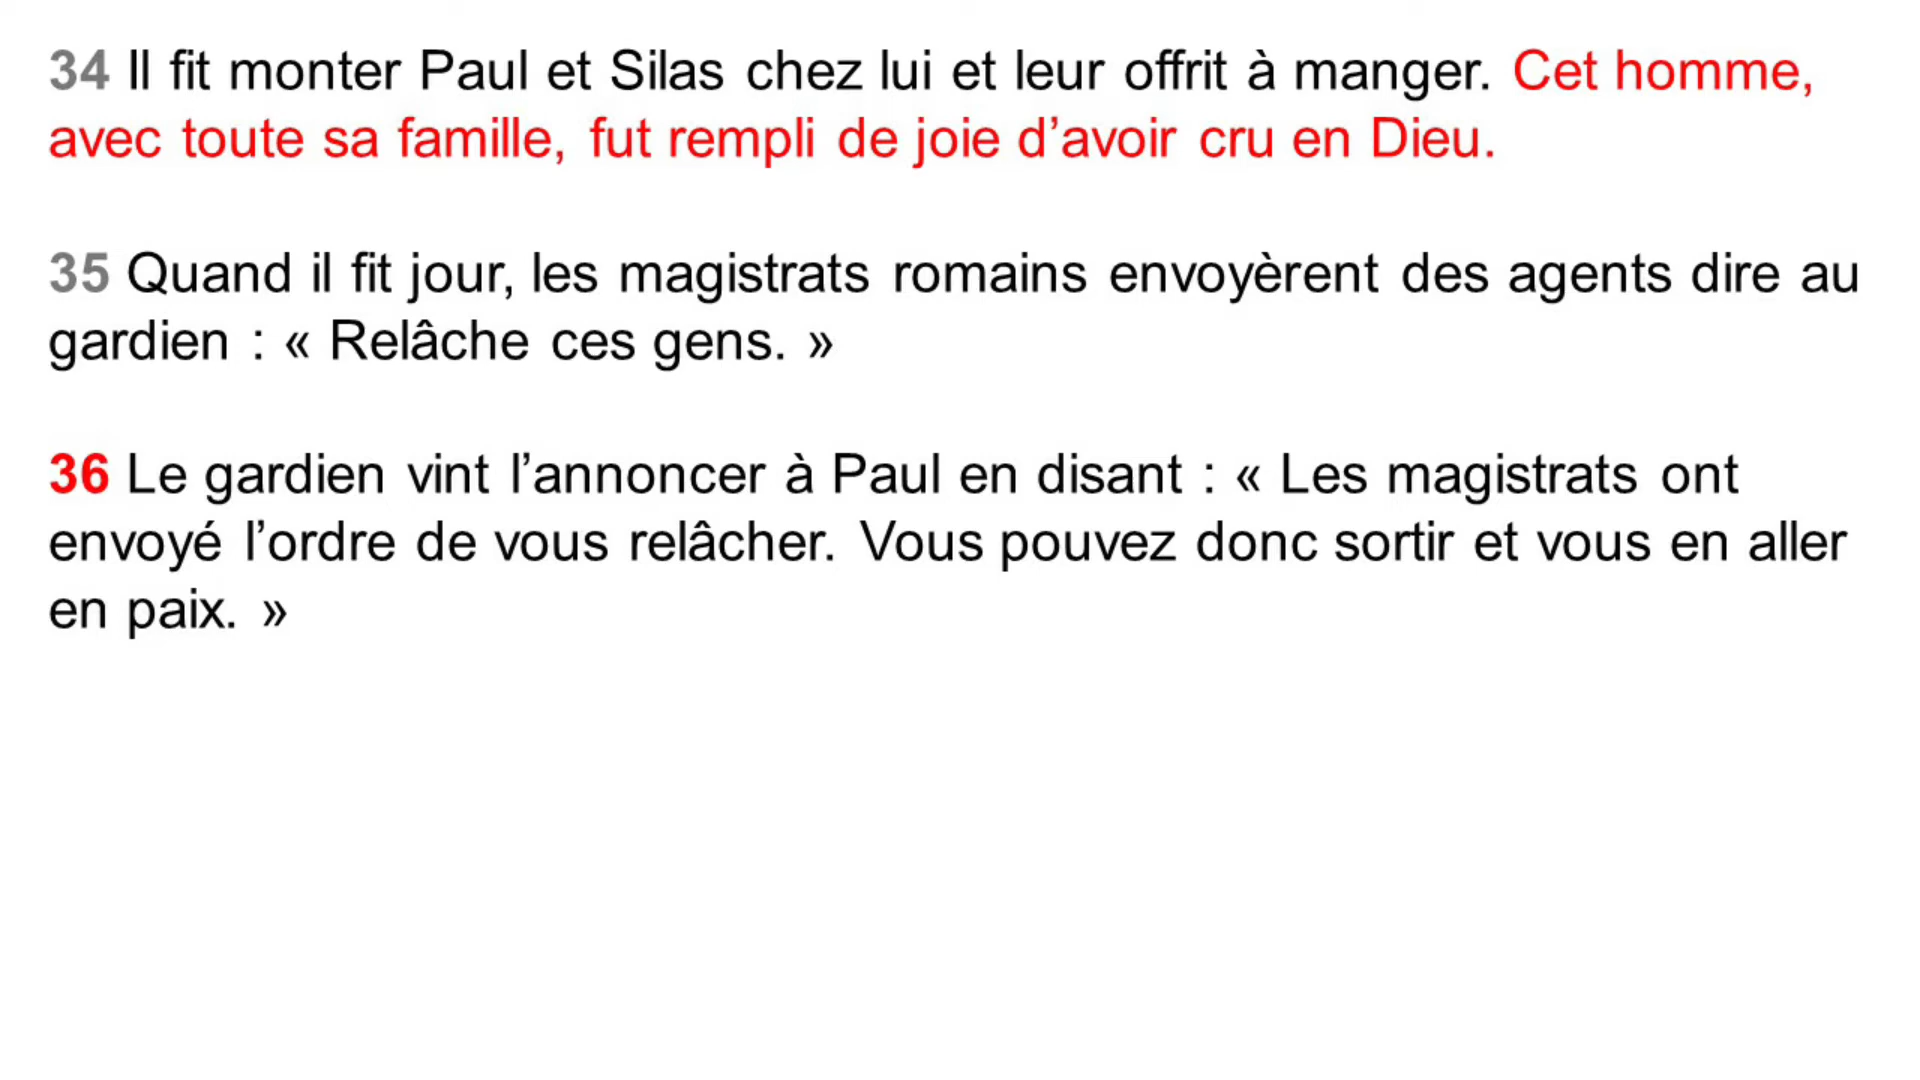 34 Il fit monter Paul et Silas chez lui et leur offrit à manger. Cet homme,
avec toute sa famille, fut rempli de joie d’avoir cru en Dieu.
35 Quand il fit jour, les magistrats romains envoyèrent des agents dire au
gardien : « Relâche ces gens. »
36 Le gardien vint l’annoncer à Paul en disant : « Les magistrats ont
envoyé l’ordre de vous relâcher. Vous pouvez donc sortir et vous en aller
en paix. »